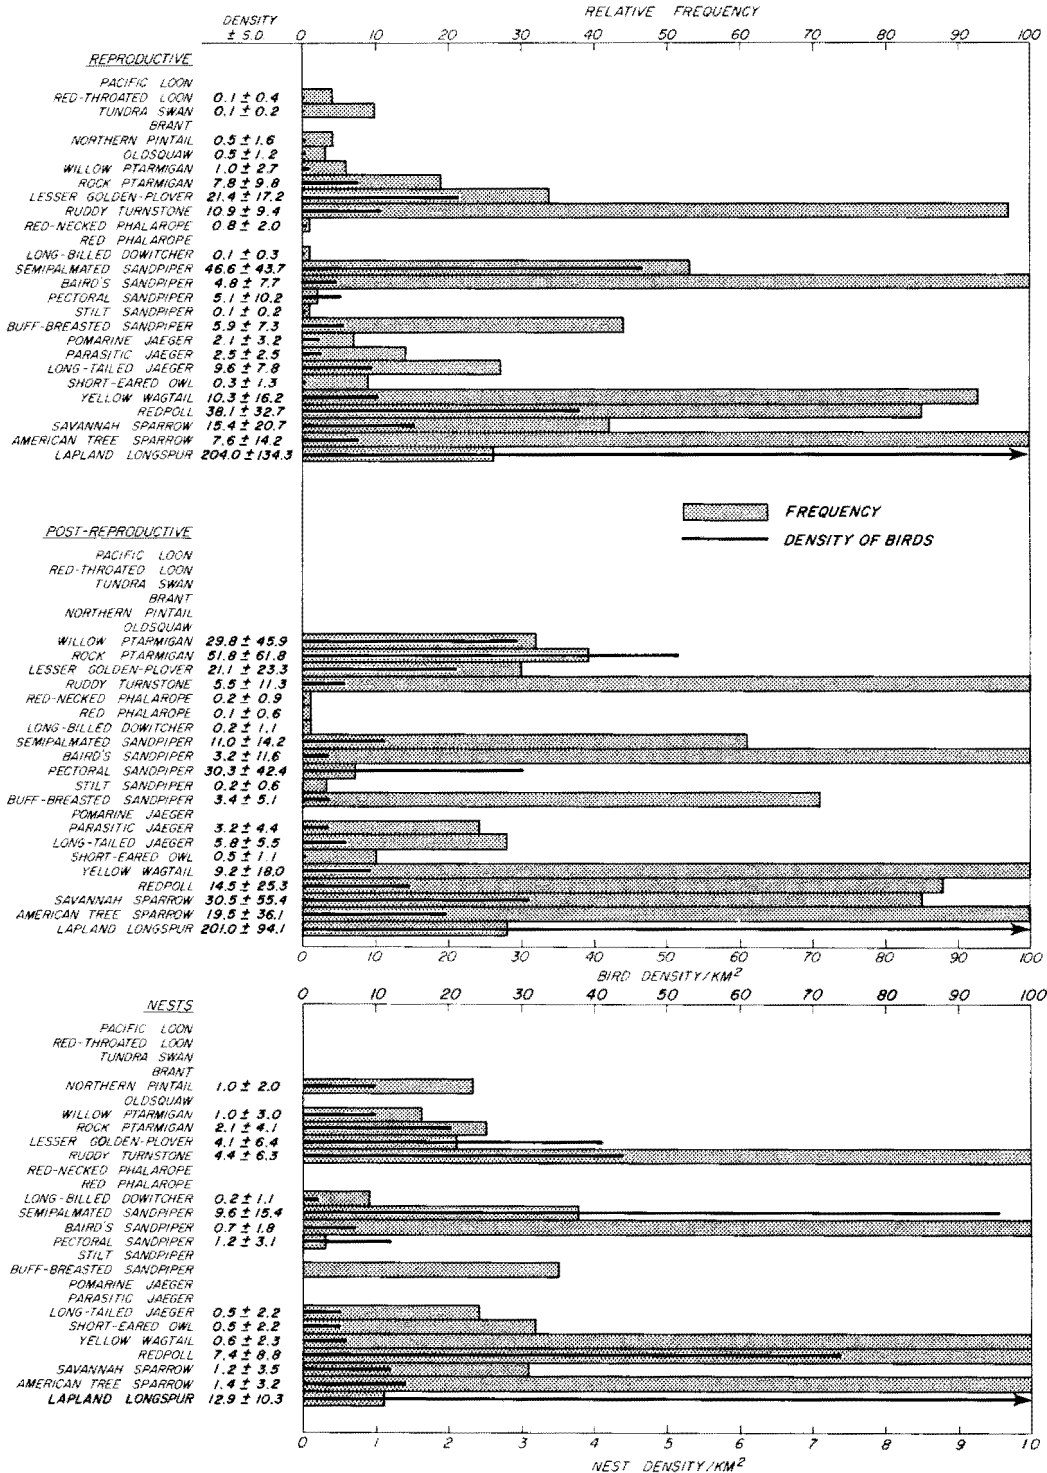 RELATIVE FREQUENCY
DENSITY
± S.D.
0 10 20 30 40 50 60 70 80 90 100
REPRODUCTIVE
PACIFIC LOON
RED-THROATED LOON 0.1 ± 0.4
TUNDRA SWAN 0.1 ± 0.2
BRANT
NORTHERN PINTAIL 0.5 ± 1.6
OLDSQUAW 0.5 ± 1.2
WILLOW PTARMIGAN 1.0 ± 2.7
ROCK PTARMIGAN 7.8 ± 9.8
LESSER GOLDEN-PLOVER 21.4 ± 17.2
RUDDY TURNSTONE 10.9 ± 9.4
RED-NECKED PHALAROPE 0.8 ± 2.0
RED PHALAROPE
LONG-BILLED DOWITCHER 0.1 ± 0.3
SEMIPALMATED SANDPIPER 46.6 ± 43.7
BAIRD'S SANDPIPER 4.8 ± 7.7
PECTORAL SANDPIPER 5.1 ± 10.2
STILT SANDPIPER 0.1 ± 0.2
BUFF-BREASTED SANDPIPER 5.9 ± 7.3
POMARINE JAEGER 2.1 ± 3.2
PARASITIC JAEGER 2.5 ± 2.5
LONG-TAILED JAEGER 9.6 ± 7.8
SHORT-EARED OWL 0.3 ± 1.3
YELLOW WAGTAIL 10.3 ± 16.2
REDPOLL 38.1 ± 32.7
SAVANNAH SPARROW 15.4 ± 20.7
AMERICAN TREE SPARROW 7.6 ± 14.2
LAPLAND LONGSPUR 204.0 ± 134.3
FREQUENCY
DENSITY OF BIRDS
POST-REPRODUCTIVE
PACIFIC LOON
RED-THROATED LOON
TUNDRA SWAN
BRANT
NORTHERN PINTAIL
OLDSQUAW
WILLOW PTARMIGAN 29.8 ± 45.9
ROCK PTARMIGAN 51.8 ± 61.8
LESSER GOLDEN-PLOVER 21.1 ± 23.3
RUDDY TURNSTONE 5.5 ± 11.3
RED-NECKED PHALAROPE 0.2 ± 0.9
RED PHALAROPE 0.1 ± 0.6
LONG-BILLED DOWITCHER 0.2 ± 1.1
SEMIPALMATED SANDPIPER 11.0 ± 14.2
BAIRD'S SANDPIPER 3.2 ± 11.6
PECTORAL SANDPIPER 30.3 ± 42.4
STILT SANDPIPER 0.2 ± 0.6
BUFF-BREASTED SANDPIPER 3.4 ± 5.1
POMARINE JAEGER
PARASITIC JAEGER 3.2 ± 4.4
LONG-TAILED JAEGER 5.8 ± 5.5
SHORT-EARED OWL 0.5 ± 1.1
YELLOW WAGTAIL 9.2 ± 18.0
REDPOLL 14.5 ± 25.3
SAVANNAH SPARROW 30.5 ± 55.4
AMERICAN TREE SPARROW 19.5 ± 36.1
LAPLAND LONGSPUR 201.0 ± 94.1
0 10 20 30 40 50 60 70 80 90 100
BIRD DENSITY/KM²
0 10 20 30 40 50 60 70 80 90 100
NESTS
PACIFIC LOON
RED-THROATED LOON
TUNDRA SWAN
BRANT
NORTHERN PINTAIL 1.0 ± 2.0
OLDSQUAW
WILLOW PTARMIGAN 1.0 ± 3.0
ROCK PTARMIGAN 2.1 ± 4.1
LESSER GOLDEN-PLOVER 4.1 ± 6.4
RUDDY TURNSTONE 4.4 ± 6.3
RED-NECKED PHALAROPE
RED PHALAROPE
LONG-BILLED DOWITCHER 0.2 ± 1.1
SEMIPALMATED SANDPIPER 9.6 ± 15.4
BAIRD'S SANDPIPER 0.7 ± 1.8
PECTORAL SANDPIPER 1.2 ± 3.1
STILT SANDPIPER
BUFF-BREASTED SANDPIPER
POMARINE JAEGER
PARASITIC JAEGER
LONG-TAILED JAEGER 0.5 ± 2.2
SHORT-EARED OWL 0.5 ± 2.2
YELLOW WAGTAIL 0.6 ± 2.3
REDPOLL 7.4 ± 8.8
SAVANNAH SPARROW 1.2 ± 3.5
AMERICAN TREE SPARROW 1.4 ± 3.2
LAPLAND LONGSPUR 12.9 ± 10.3
0 1 2 3 4 5 6 7 8 9 10
NEST DENSITY/KM²